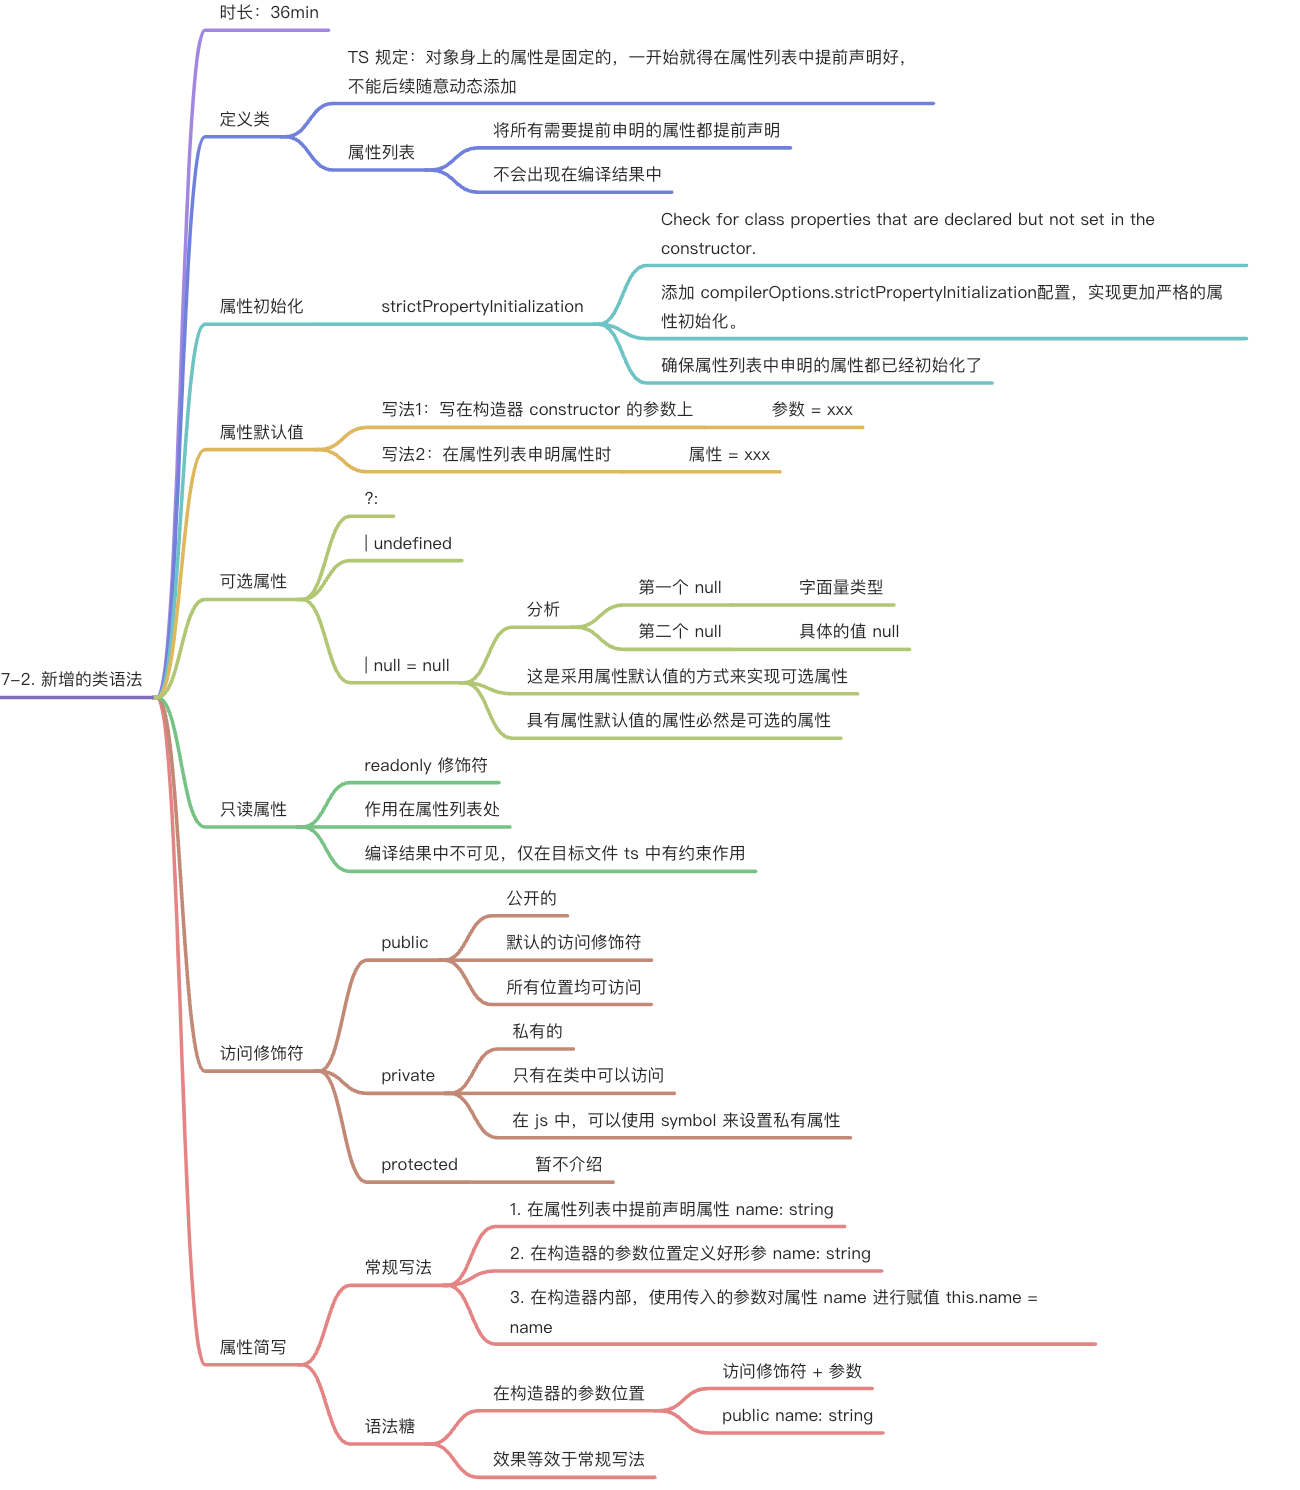 时长：36min
TS 规定：对象身上的属性是固定的，一开始就得在属性列表中提前声明好，
不能后续随意动态添加
定义类
将所有需要提前申明的属性都提前声明
属性列表
不会出现在编译结果中
Check for class properties that are declared but not set in the
constructor.
添加 compilerOptions.strictPropertyInitialization配置，实现更加严格的属
性初始化。
属性初始化
strictPropertyInitialization
确保属性列表中申明的属性都已经初始化了
写法1：写在构造器 constructor 的参数上
参数 = xxx
属性默认值
写法2：在属性列表申明属性时
属性 = xxx
?:
| undefined
可选属性
第一个 null
字面量类型
分析
第二个 null
具体的值 null
| null = null
这是采用属性默认值的方式来实现可选属性
具有属性默认值的属性必然是可选的属性
7-2. 新增的类语法
readonly 修饰符
只读属性
作用在属性列表处
编译结果中不可见，仅在目标文件 ts 中有约束作用
公开的
public
默认的访问修饰符
所有位置均可访问
私有的
访问修饰符
private
只有在类中可以访问
在 js 中，可以使用 symbol 来设置私有属性
protected
暂不介绍
1. 在属性列表中提前声明属性 name: string
2. 在构造器的参数位置定义好形参 name: string
常规写法
3. 在构造器内部，使用传入的参数对属性 name 进行赋值 this.name =
name
属性简写
访问修饰符 + 参数
在构造器的参数位置
public name: string
语法糖
效果等效于常规写法